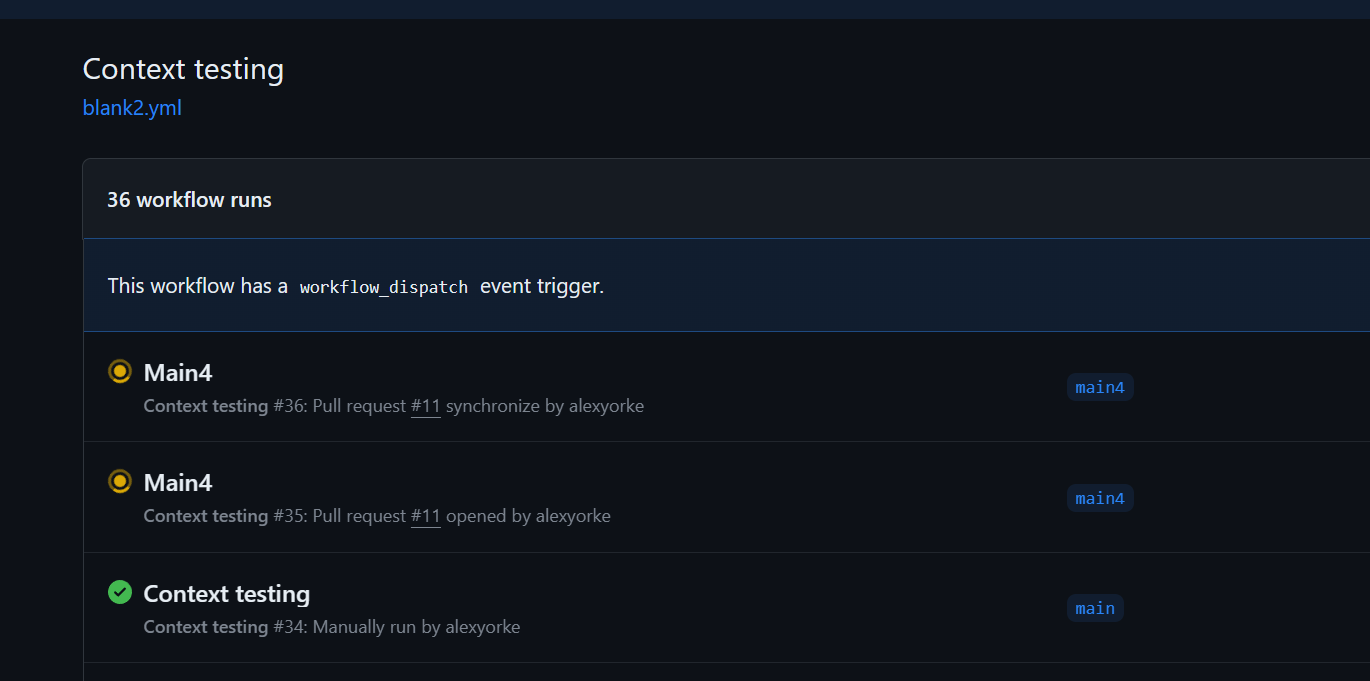 Context testing
blank2.yml
36 workflow runs
This workflow has a workflow_dispatch event trigger.
Main4
main4
Context testing #36: Pull request #11 synchronize by alexyorke
Main4
main4
Context testing #35: Pull request #11 opened by alexyorke
Context testing
main
Context testing #34: Manually run by alexyorke